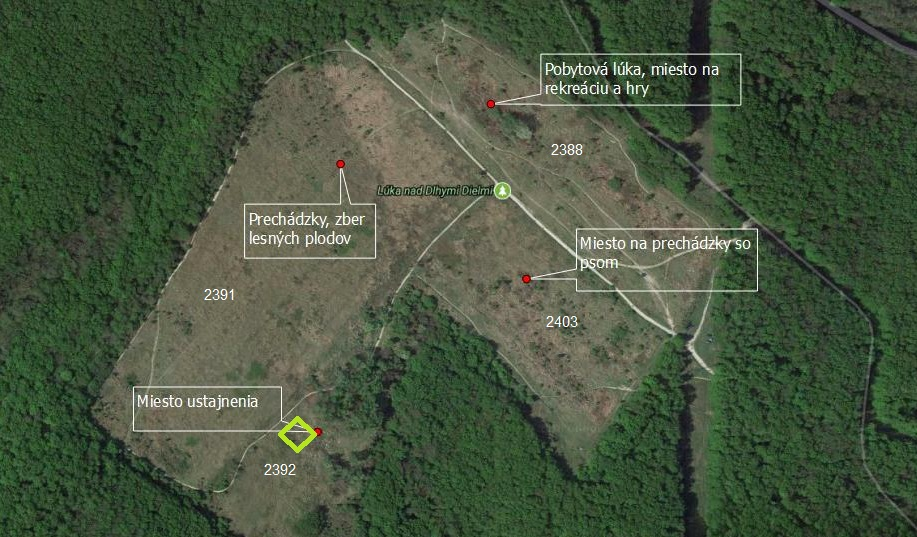 Pobytová lúka, miesto na
rekreáciu a hry
2388
Lúka nad Dlhými Dielmi
Prechádzky, zber
lesných plodov
Miesto na prechádzky so
psom
2391
2403
Miesto ustajnenia
2392